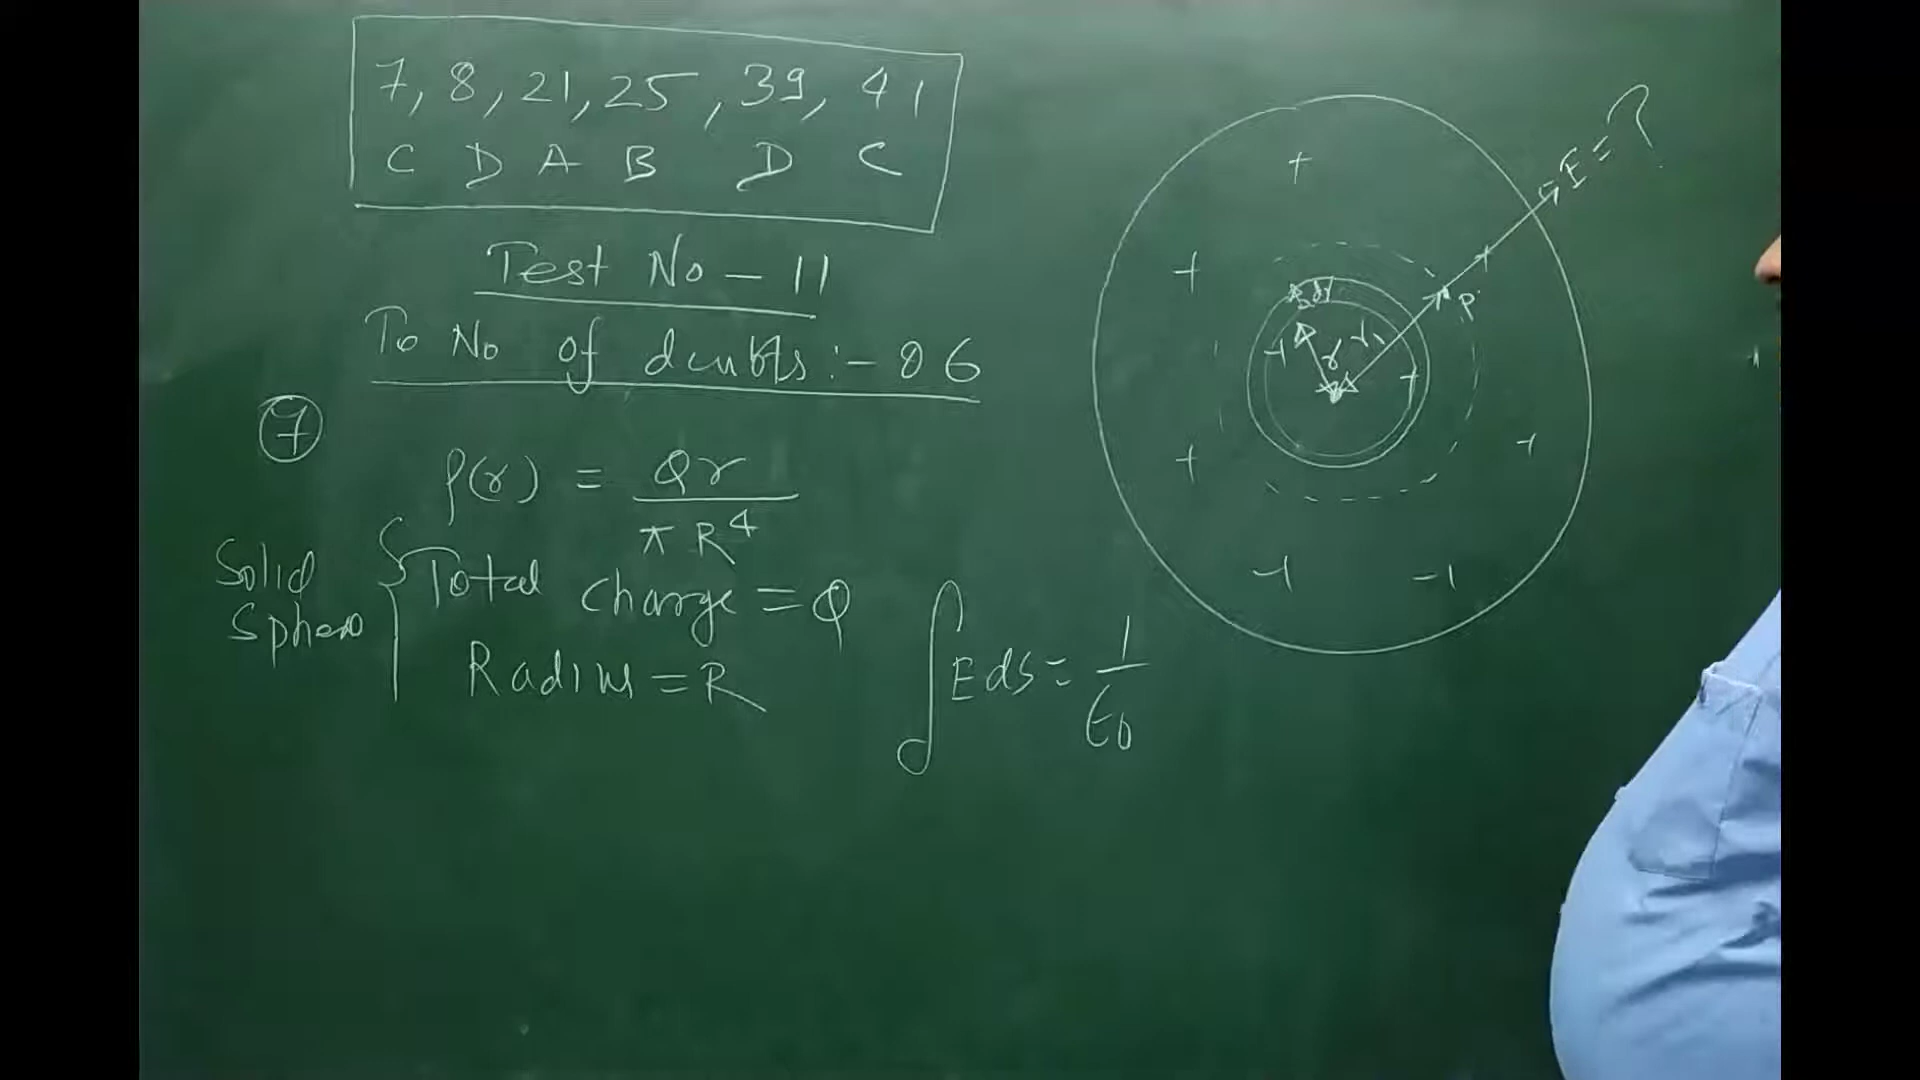 7, 8, 21, 25, 39, 41
C D A B D C
Test No – 11
To No of doubts :– 06
7
ρ(r) = Qr / πR⁴
Solid Sphere
Total charge = Q
Radius = R
∫ E ds = 1/ε₀
E = ?
dr
P
r
r₁